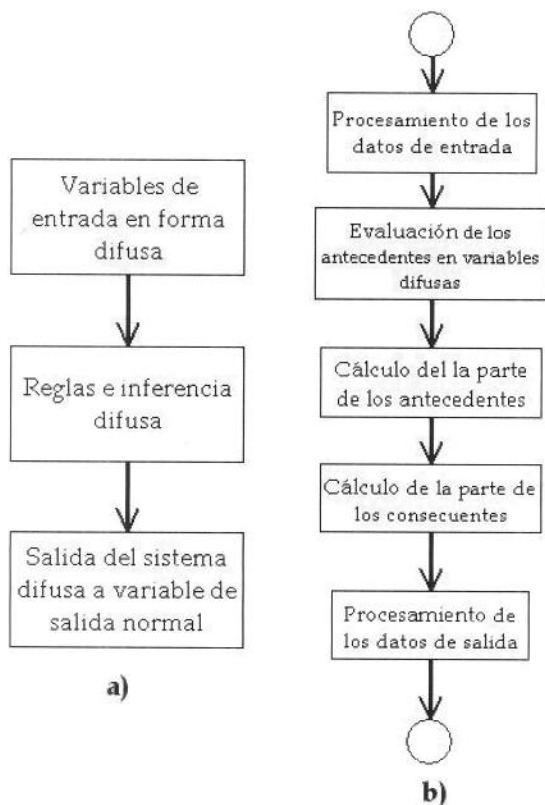 Variables de
entrada en forma
difusa
Reglas e inferencia
difusa
Salida del sistema
difusa a variable de
salida normal
a)
Procesamiento de los
datos de entrada
Evaluación de los
antecedentes en variables
difusas
Cálculo del la parte
de los antecedentes
Cálculo de la parte de
los consecuentes
Procesamiento de
los datos de salida
b)